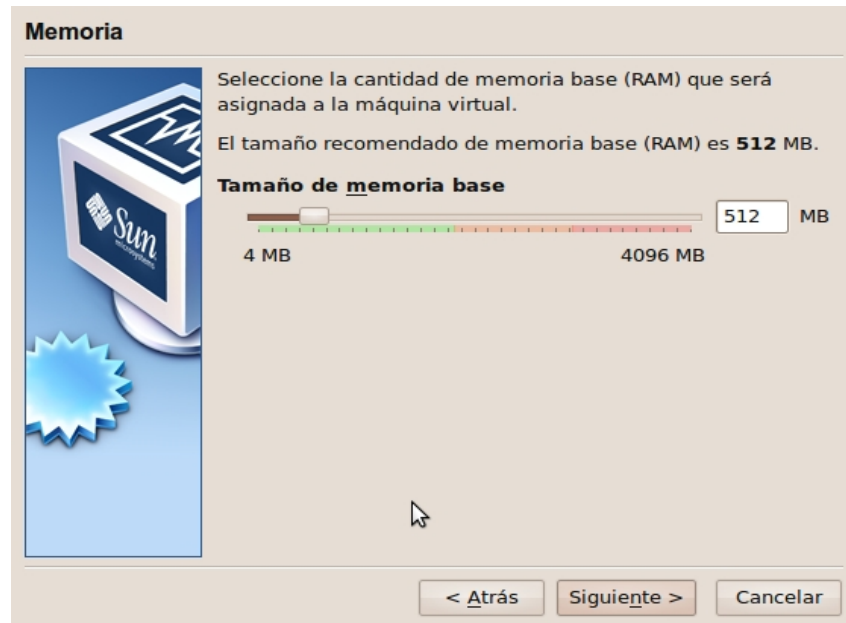 Memoria
Seleccione la cantidad de memoria base (RAM) que será
asignada a la máquina virtual.
El tamaño recomendado de memoria base (RAM) es 512 MB.
Tamaño de memoria base
512 MB
4 MB 4096 MB
Sun
microsystems
< Atrás Siguiente > Cancelar